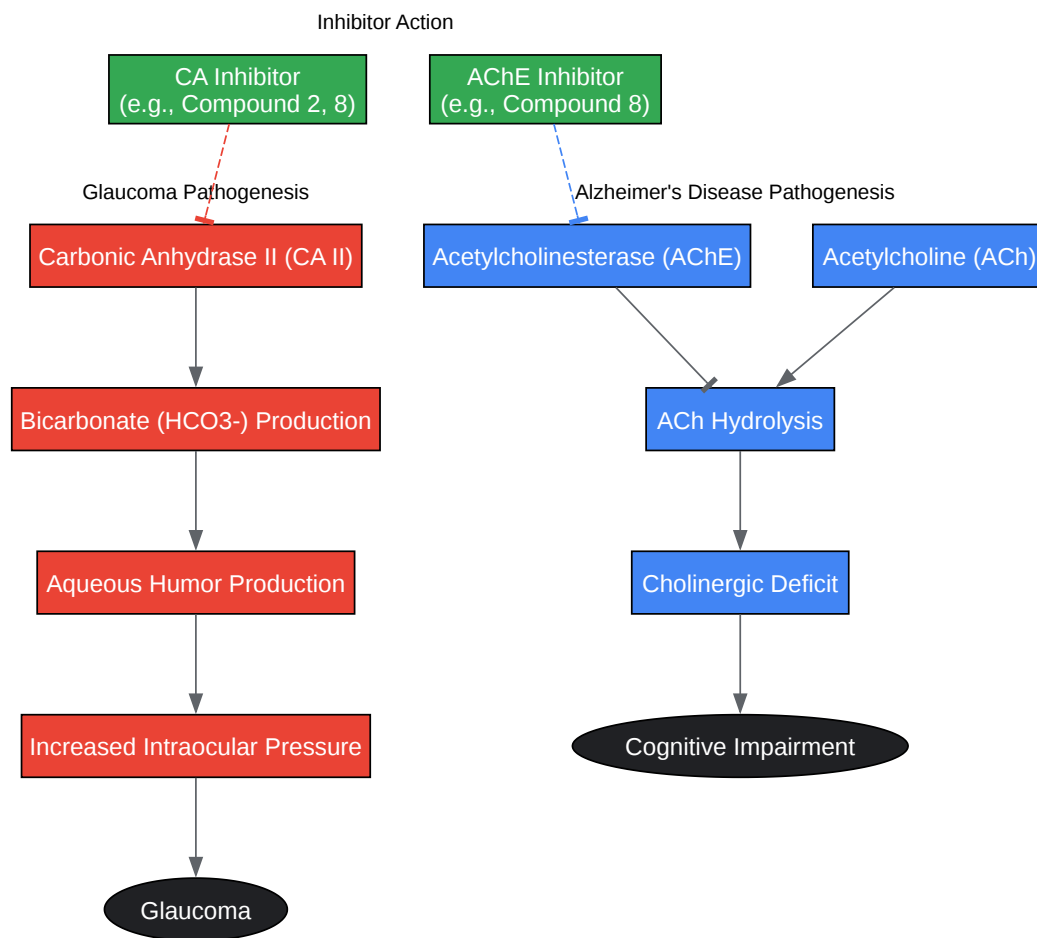 Inhibitor Action
CA Inhibitor
(e.g., Compound 2, 8)
AChE Inhibitor
(e.g., Compound 8)
Glaucoma Pathogenesis
Alzheimer's Disease Pathogenesis
Carbonic Anhydrase II (CA II)
Acetylcholinesterase (AChE)
Acetylcholine (ACh)
Bicarbonate (HCO3-) Production
ACh Hydrolysis
Aqueous Humor Production
Cholinergic Deficit
Increased Intraocular Pressure
Cognitive Impairment
Glaucoma